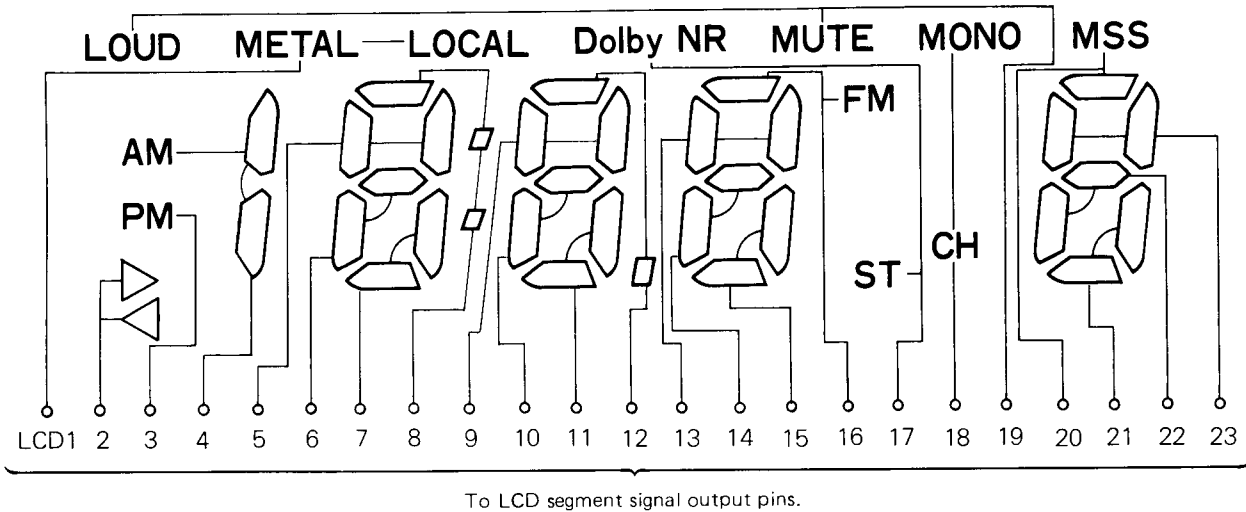 LOUD METAL LOCAL Dolby NR MUTE MONO MSS
FM
AM
PM
CH
ST
LCD1 2 3 4 5 6 7 8 9 10 11 12 13 14 15 16 17 18 19 20 21 22 23
To LCD segment signal output pins.